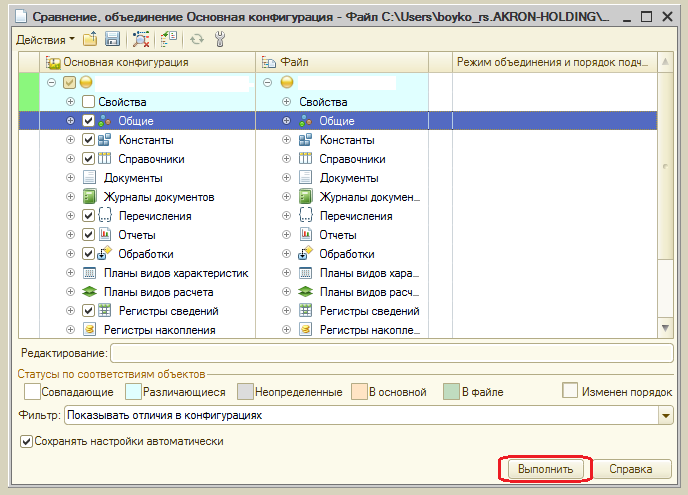 Сравнение, объединение Основная конфигурация - Файл C:\Users\boyko_rs.AKRON-HOLDING\...
Действия
Основная конфигурация Файл Режим объединения и порядок подч...
Свойства Свойства
Общие Общие
Константы Константы
Справочники Справочники
Документы Документы
Журналы документов Журналы докумен...
Перечисления Перечисления
Отчеты Отчеты
Обработки Обработки
Планы видов характеристик Планы видов хара...
Планы видов расчета Планы видов расч...
Регистры сведений Регистры сведений
Регистры накопления Регистры накопле...
Редактирование:
Статусы по соответствиям объектов
Совпадающие Различающиеся Неопределенные В основной В файле Изменен порядок
Фильтр: Показывать отличия в конфигурациях
Сохранять настройки автоматически
Выполнить Справка